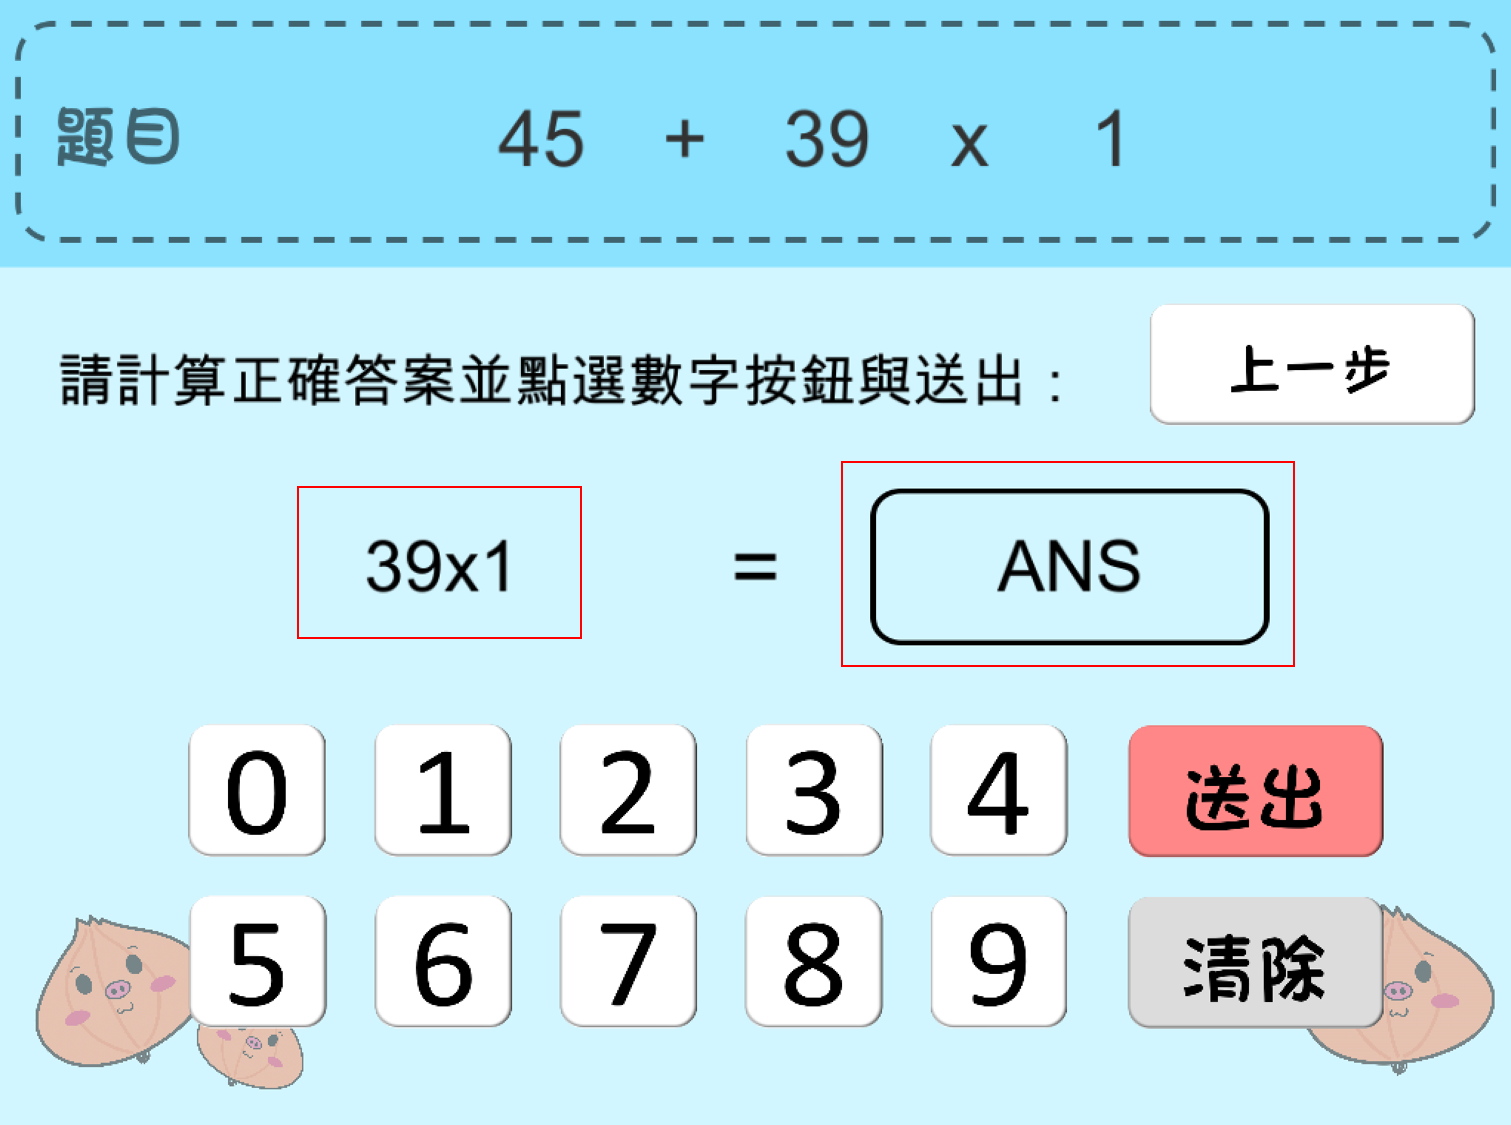 題目 45 + 39 x 1
請計算正確答案並點選數字按鈕與送出：
上一步
39x1 = ANS
0 1 2 3 4 送出
5 6 7 8 9 清除